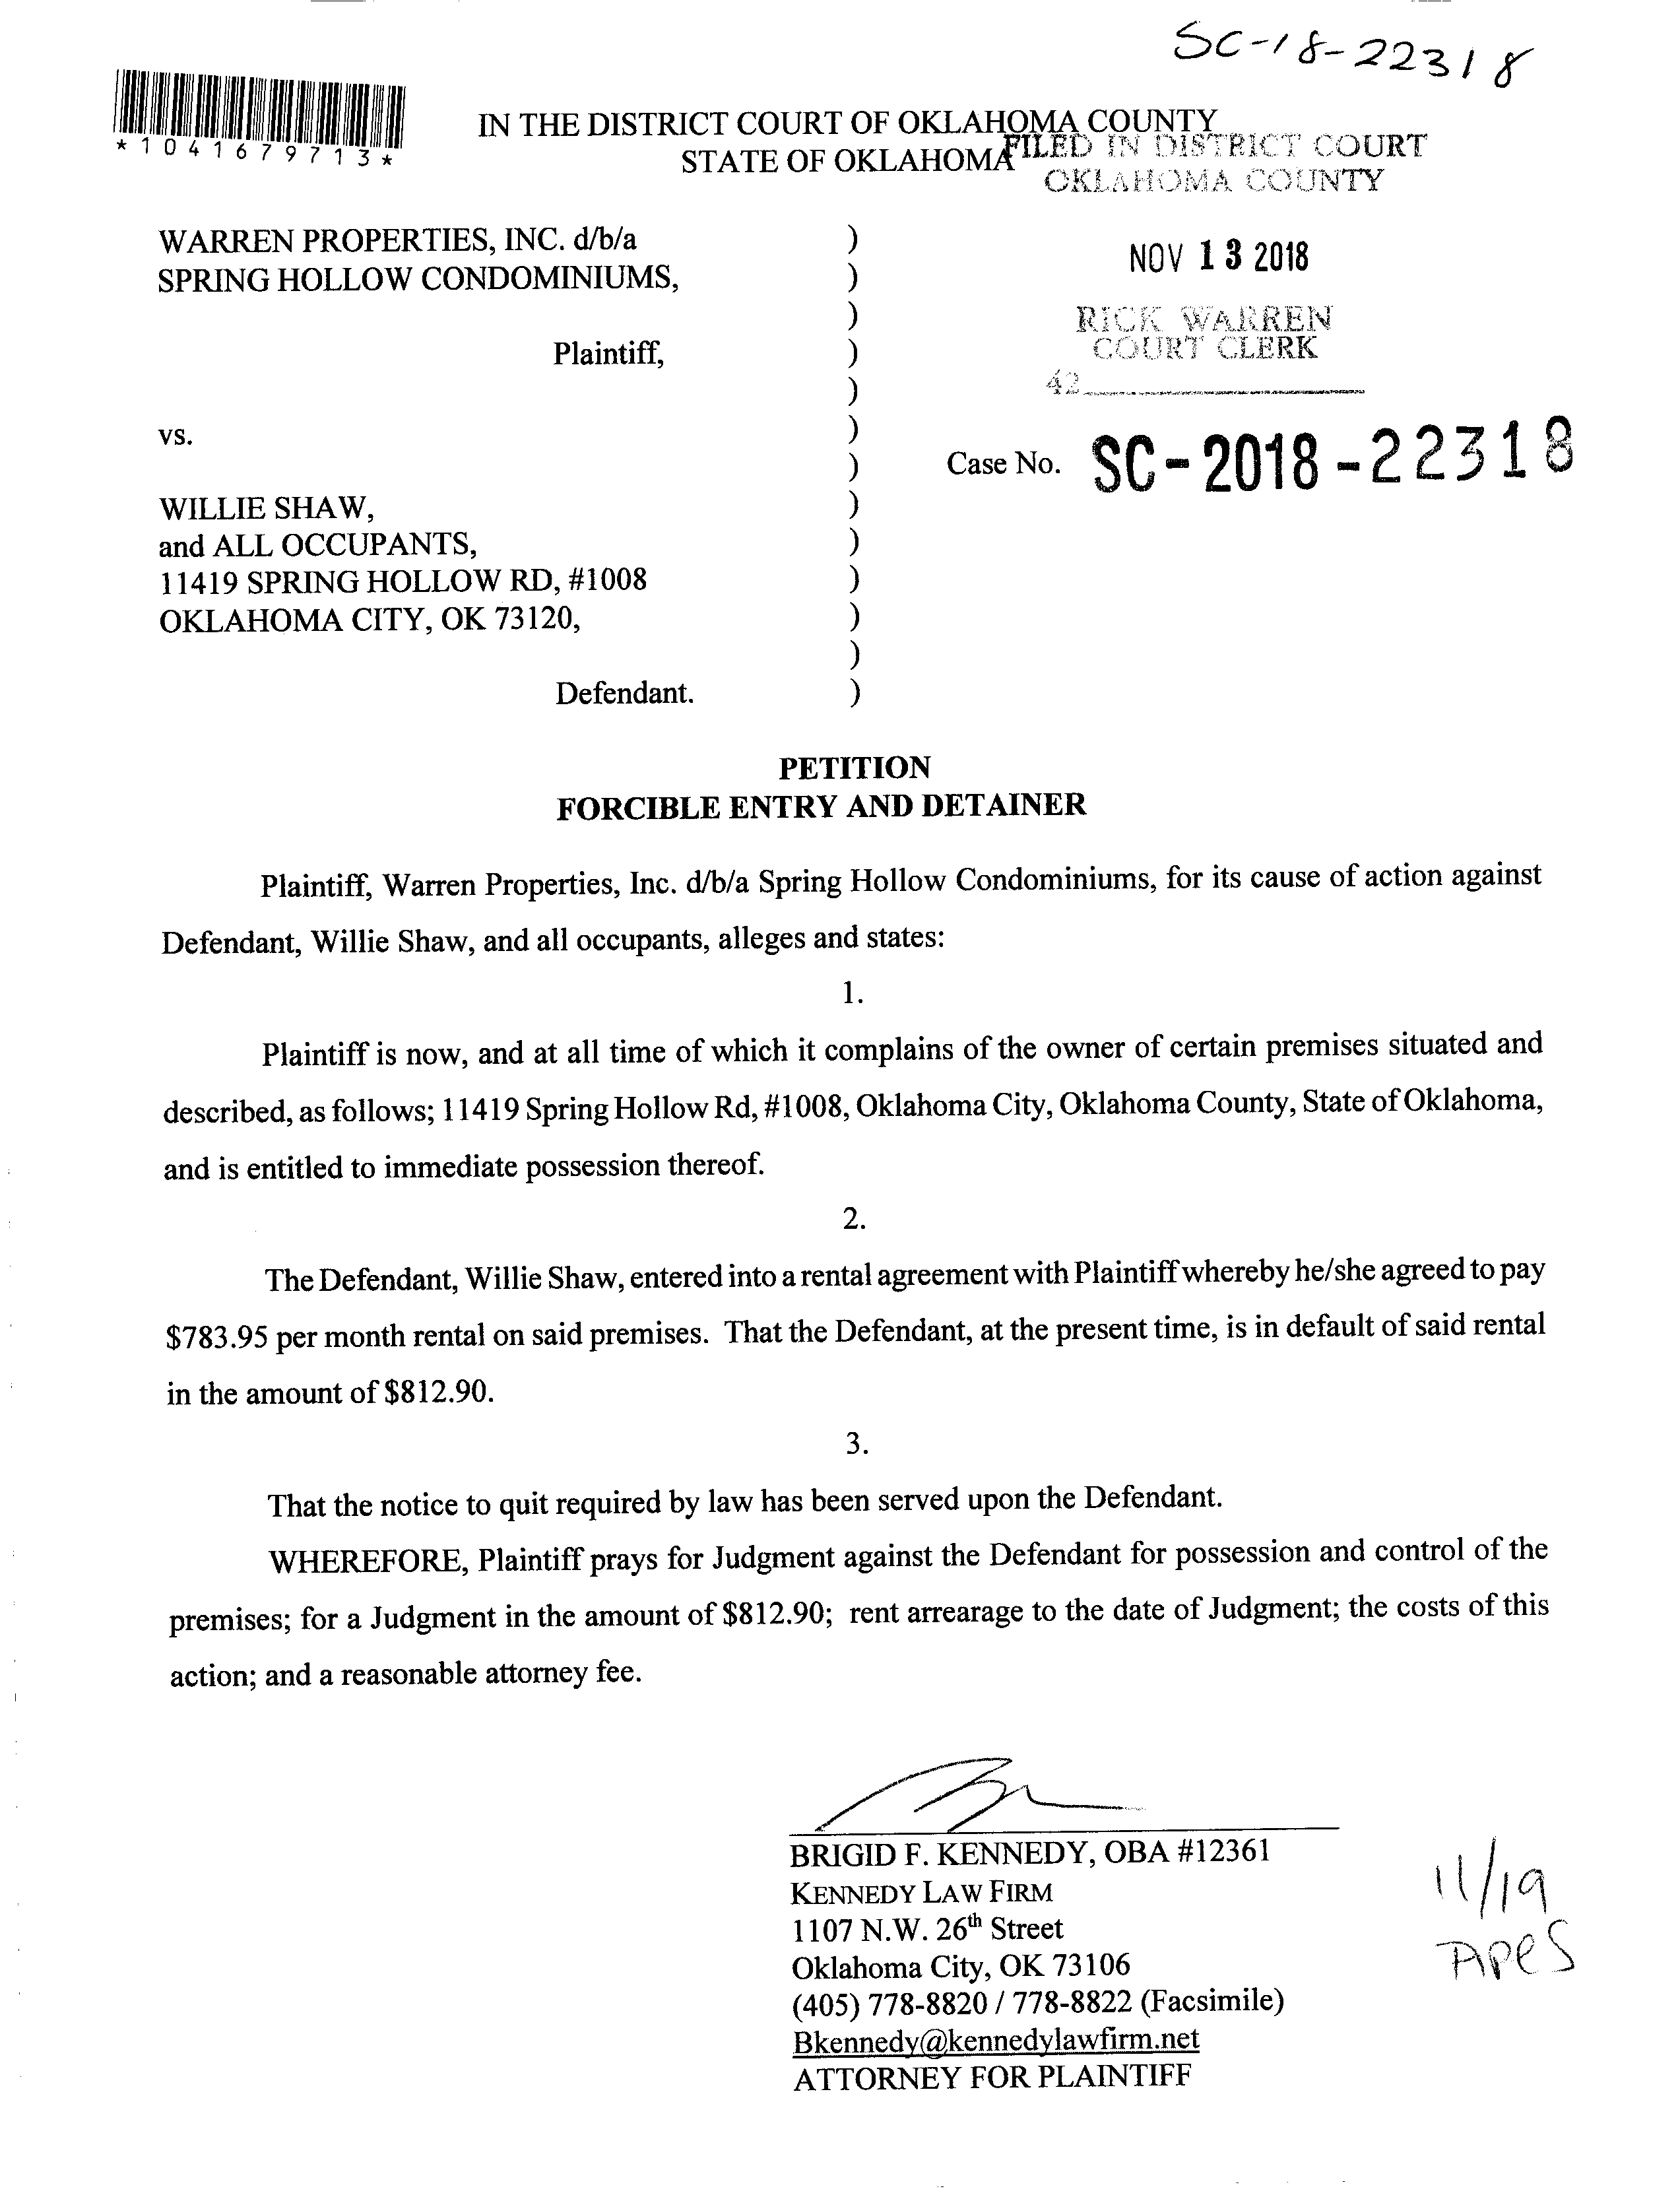 SC-18-22318
*1041679713*
IN THE DISTRICT COURT OF OKLAHOMA COUNTY
STATE OF OKLAHOMA
FILED IN DISTRICT COURT
OKLAHOMA COUNTY
WARREN PROPERTIES, INC. d/b/a )
SPRING HOLLOW CONDOMINIUMS, )
)
Plaintiff, )
)
NOV 13 2018
RICK WARREN
COURT CLERK
42
vs. )
)
Case No. SC-2018-22318
WILLIE SHAW, )
and ALL OCCUPANTS, )
11419 SPRING HOLLOW RD, #1008 )
OKLAHOMA CITY, OK 73120, )
)
Defendant. )
PETITION
FORCIBLE ENTRY AND DETAINER
Plaintiff, Warren Properties, Inc. d/b/a Spring Hollow Condominiums, for its cause of action against
Defendant, Willie Shaw, and all occupants, alleges and states:
1.
Plaintiff is now, and at all time of which it complains of the owner of certain premises situated and
described, as follows; 11419 Spring Hollow Rd, #1008, Oklahoma City, Oklahoma County, State of Oklahoma,
and is entitled to immediate possession thereof.
2.
The Defendant, Willie Shaw, entered into a rental agreement with Plaintiff whereby he/she agreed to pay
$783.95 per month rental on said premises. That the Defendant, at the present time, is in default of said rental
in the amount of $812.90.
3.
That the notice to quit required by law has been served upon the Defendant.
WHEREFORE, Plaintiff prays for Judgment against the Defendant for possession and control of the
premises; for a Judgment in the amount of $812.90; rent arrearage to the date of Judgment; the costs of this
action; and a reasonable attorney fee.
BRIGID F. KENNEDY, OBA #12361
KENNEDY LAW FIRM
1107 N.W. 26th Street
Oklahoma City, OK 73106
(405) 778-8820 / 778-8822 (Facsimile)
Bkennedy@kennedylawfirm.net
ATTORNEY FOR PLAINTIFF
11/19